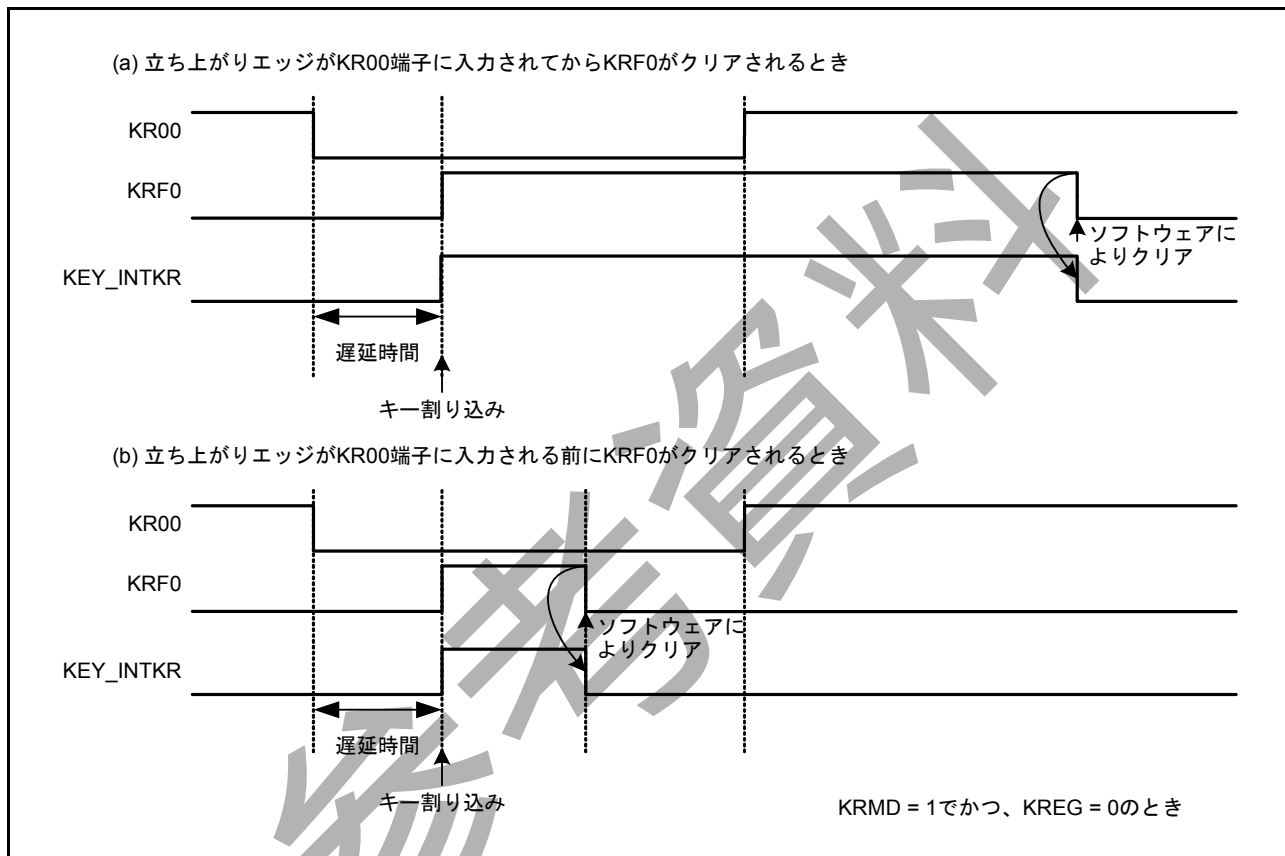 (a) 立ち上がりエッジがKR00端子に入力されてからKRF0がクリアされるとき
KR00
KRF0
ソフトウェアに
よりクリア
KEY_INTKR
遅延時間
キー割り込み
(b) 立ち上がりエッジがKR00端子に入力される前にKRF0がクリアされるとき
KR00
KRF0
ソフトウェアに
よりクリア
KEY_INTKR
遅延時間
キー割り込み
KRMD = 1でかつ、KREG = 0のとき
参考資料